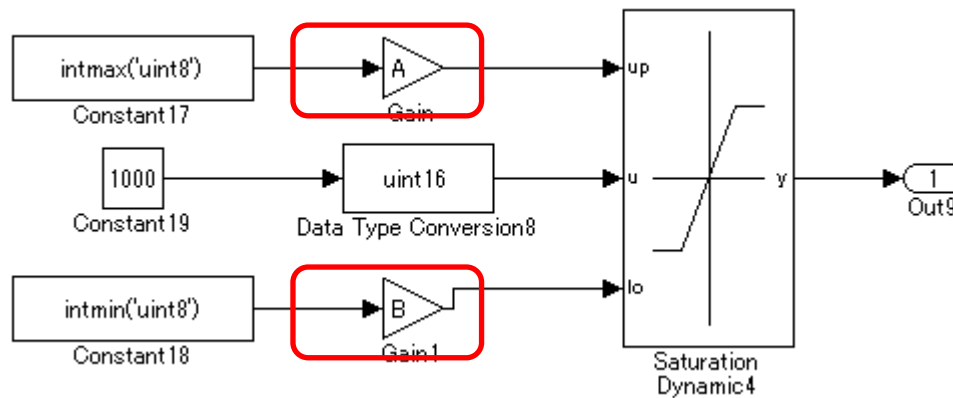 intmax('uint8')
Constant17
A
Gain
up
1000
Constant19
uint16
Data Type Conversion8
u
y
1
Out9
intmin('uint8')
Constant18
B
Gain1
lo
Saturation
Dynamic4